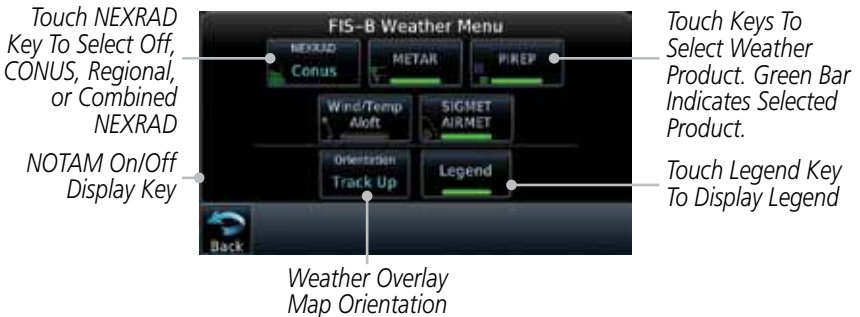 Touch NEXRAD
Key To Select Off,
CONUS, Regional,
or Combined
NEXRAD
NOTAM On/Off
Display Key
FIS-B Weather Menu
NEXRAD
Conus
METAR
PIREP
Wind/Temp
Aloft
SIGMET
AIRMET
Orientation
Track Up
Legend
Back
Touch Keys To
Select Weather
Product. Green Bar
Indicates Selected
Product.
Touch Legend Key
To Display Legend
Weather Overlay
Map Orientation